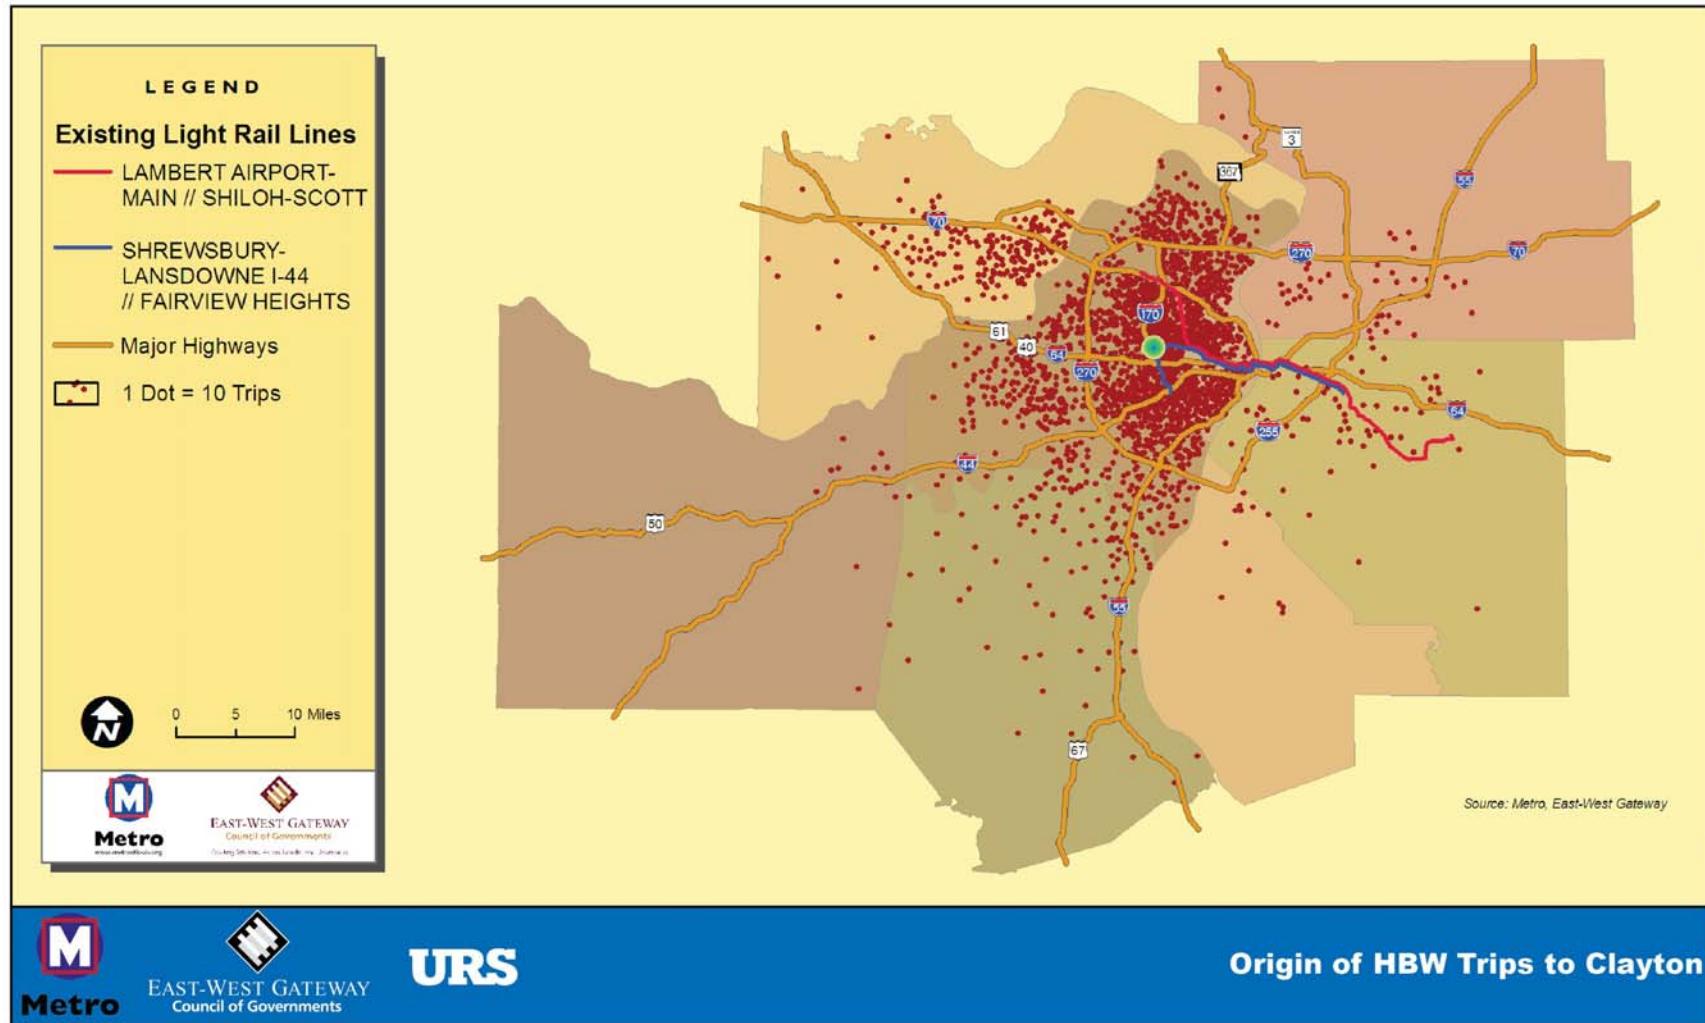 LEGEND
Existing Light Rail Lines
LAMBERT AIRPORT-
MAIN // SHILOH-SCOTT
SHREWSBURY-
LANSDOWNE I-44
// FAIRVIEW HEIGHTS
Major Highways
1 Dot = 10 Trips
N
0 5 10 Miles
M
Metro
EAST-WEST GATEWAY
Council of Governments
3
367
55
70
270
70
170
61
40
64
270
64
255
44
50
55
67
Source: Metro, East-West Gateway
M
Metro
EAST-WEST GATEWAY
Council of Governments
URS
Origin of HBW Trips to Clayton